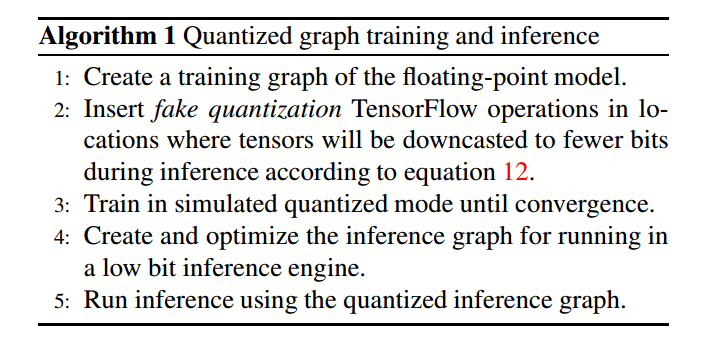 Algorithm 1 Quantized graph training and inference
1: Create a training graph of the floating-point model.
2: Insert fake quantization TensorFlow operations in lo-
cations where tensors will be downcasted to fewer bits
during inference according to equation 12.
3: Train in simulated quantized mode until convergence.
4: Create and optimize the inference graph for running in
a low bit inference engine.
5: Run inference using the quantized inference graph.